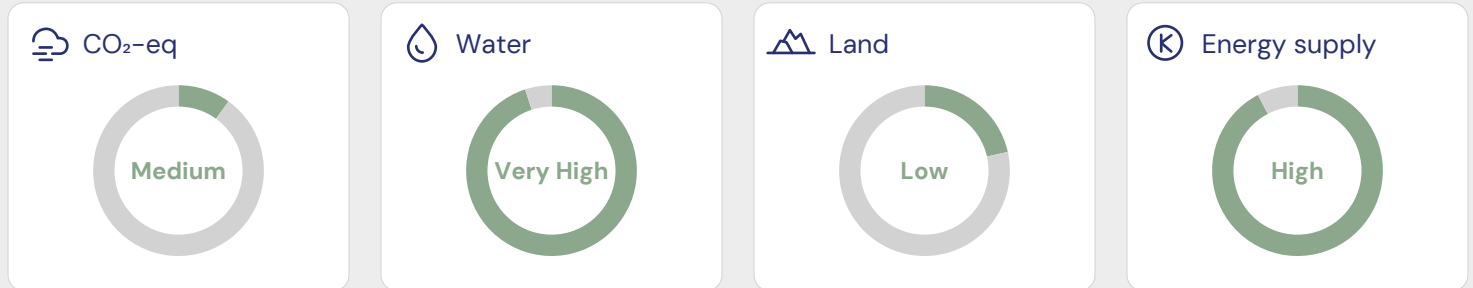 CO₂-eq
Water
Land
Energy supply
Medium
Very High
Low
High